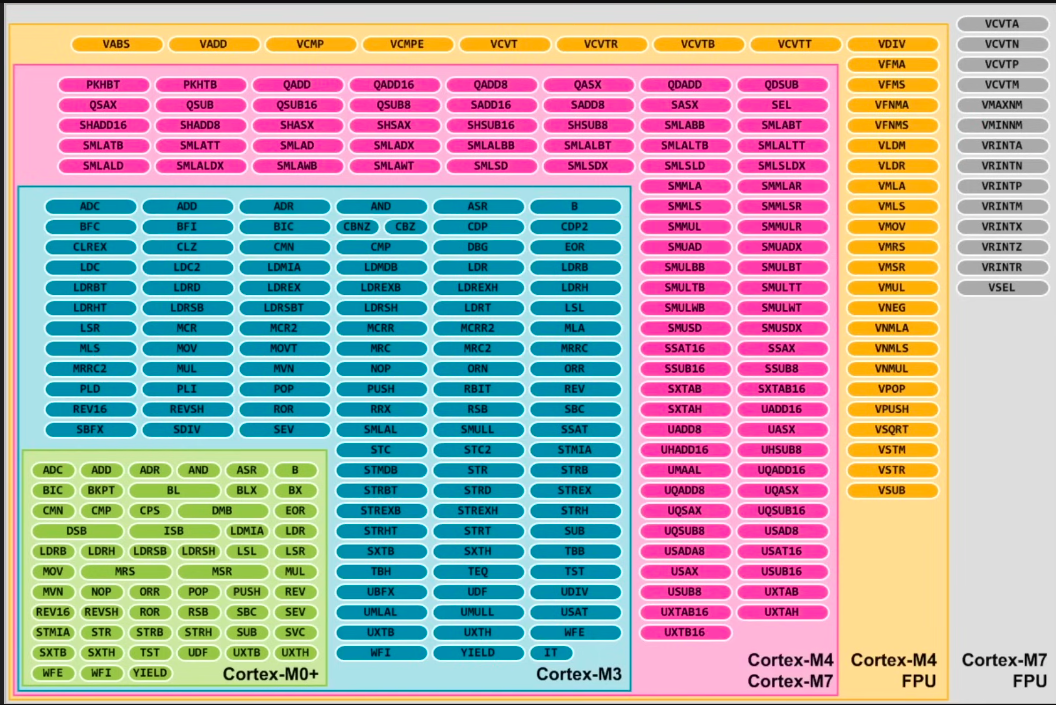 VCVTA
VABS VADD VCMP VCMPE VCVT VCVTR VCVTB VCVTT VDIV VCVTN
VFMA VCVTP
PKHBT PKHTB QADD QADD16 QADD8 QASX QDADD QDSUB VFMS VCVTM
QSAX QSUB QSUB16 QSUB8 SADD16 SADD8 SASX SEL VFNMA VMAXNM
SHADD16 SHADD8 SHASX SHSAX SHSUB16 SHSUB8 SMLABB SMLABT VFNMS VMINNM
SMLATB SMLATT SMLAD SMLADX SMLALBB SMLALBT SMLALTB SMLALTT VLDM VRINTA
SMLALD SMLALDX SMLAWB SMLAWT SMLSD SMLSDX SMLSLD SMLSLDX VLDR VRINTN
SMMLA SMMLAR VMLA VRINTP
ADC ADD ADR AND ASR B SMMLS SMMLSR VMLS VRINTM
BFC BFI BIC CBNZ CBZ CDP CDP2 SMMUL SMMULR VMOV VRINTX
CLREX CLZ CMN CMP DBG EOR SMUAD SMUADX VMRS VRINTZ
LDC LDC2 LDMIA LDMDB LDR LDRB SMULBB SMULBT VMSR VRINTR
LDRBT LDRD LDREX LDREXB LDREXH LDRH SMULTB SMULTT VMUL VSEL
LDRHT LDRSB LDRSBT LDRSH LDRT LSL SMULWB SMULWT VNEG
LSR MCR MCR2 MCRR MCRR2 MLA SMUSD SMUSDX VNMLA
MLS MOV MOVT MRC MRC2 MRRC SSAT16 SSAX VNMLS
MRRC2 MUL MVN NOP ORN ORR SSUB16 SSUB8 VNMUL
PLD PLI POP PUSH RBIT REV SXTAB SXTAB16 VPOP
REV16 REVSH ROR RRX RSB SBC SXTAH UADD16 VPUSH
SBFX SDIV SEV SMLAL SMULL SSAT UADD8 UASX VSQRT
STC STC2 STMIA UHADD16 UHSUB8 VSTM
ADC ADD ADR AND ASR B STMDB STR STRB UMAAL UQADD16 VSTR
BIC BKPT BL BLX BX STRBT STRD STREX UQADD8 UQASX VSUB
CMN CMP CPS DMB EOR STREXB STREXH STRH UQSAX UQSUB16
DSB ISB LDMIA LDR STRHT STRT SUB UQSUB8 USAD8
LDRB LDRH LDRSB LDRSH LSL LSR SXTB SXTH TBB USADA8 USAT16
MOV MRS MSR MUL TBH TEQ TST USAX USUB16
MVN NOP ORR POP PUSH REV UBFX UDF UDIV USUB8 UXTAB
REV16 REVSH ROR RSB SBC SEV UMLAL UMULL USAT UXTAB16 UXTAH
STMIA STR STRB STRH SUB SVC UXTB UXTH WFE UXTB16
SXTB SXTH TST UDF UXTB UXTH WFI YIELD IT
WFE WFI YIELD
Cortex-M0+
Cortex-M3
Cortex-M4
Cortex-M7
Cortex-M4
FPU
Cortex-M7
FPU